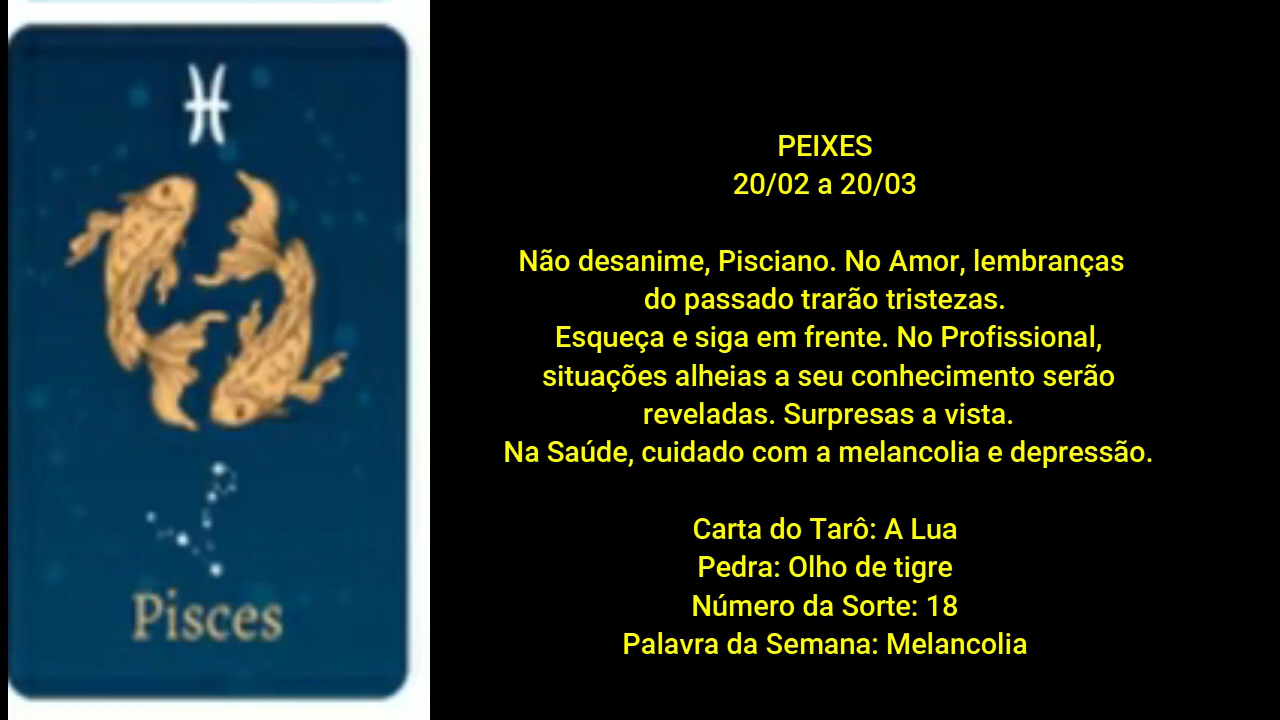 Pisces
PEIXES
20/02 a 20/03
Não desanime, Pisciano. No Amor, lembranças
do passado trarão tristezas.
Esqueça e siga em frente. No Profissional,
situações alheias a seu conhecimento serão
reveladas. Surpresas a vista.
Na Saúde, cuidado com a melancolia e depressão.
Carta do Tarô: A Lua
Pedra: Olho de tigre
Número da Sorte: 18
Palavra da Semana: Melancolia